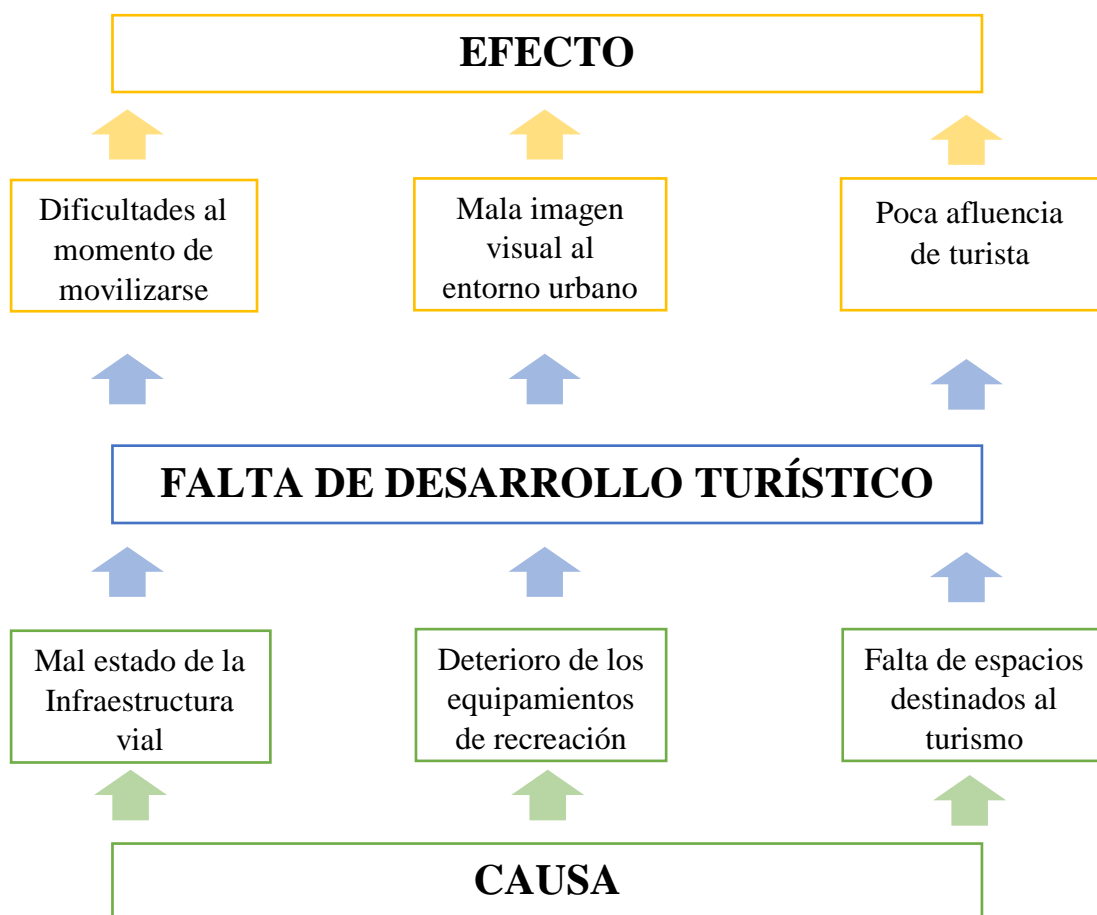 EFECTO
Dificultades al
momento de
movilizarse
Mala imagen
visual al
entorno urbano
Poca afluencia
de turista
FALTA DE DESARROLLO TURÍSTICO
Mal estado de la
Infraestructura
vial
Deterioro de los
equipamientos
de recreación
Falta de espacios
destinados al
turismo
CAUSA